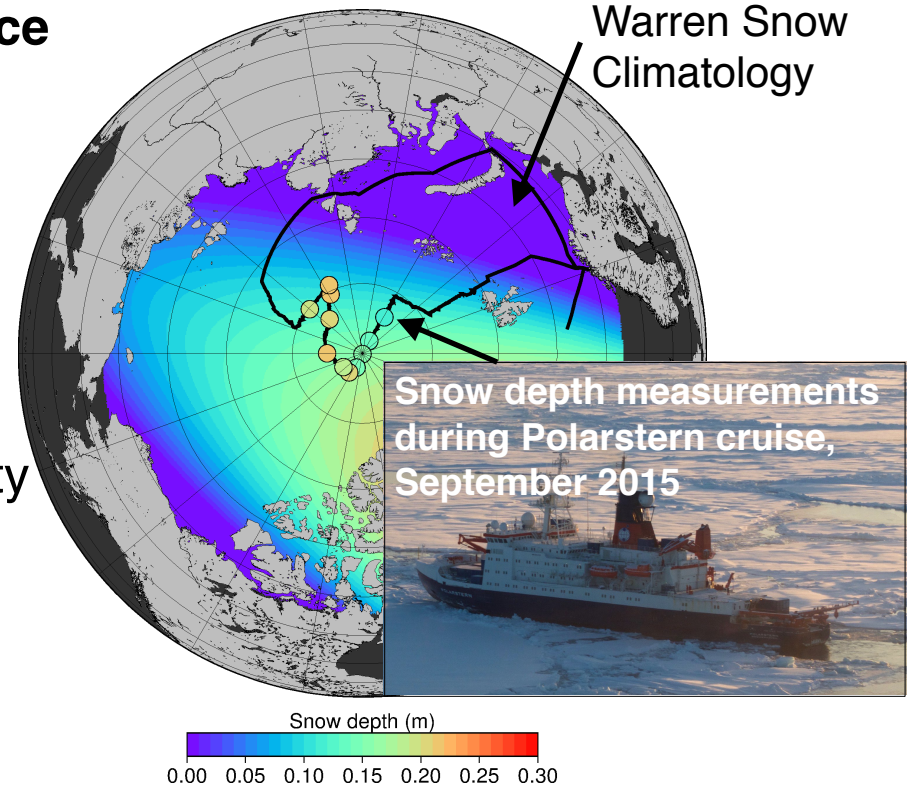 ce
Warren Snow
Climatology
Snow depth measurements
during Polarstern cruise,
September 2015
ty
Snow depth (m)
0.00 0.05 0.10 0.15 0.20 0.25 0.30